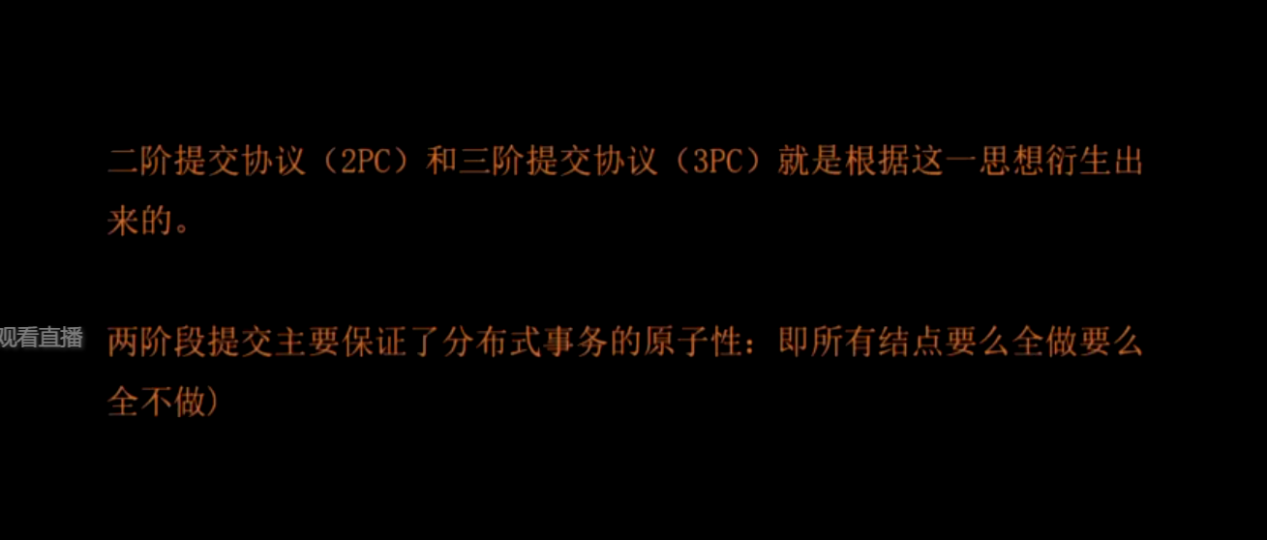 二阶提交协议（2PC）和三阶提交协议（3PC）就是根据这一思想衍生出
来的。
观看直播
两阶段提交主要保证了分布式事务的原子性：即所有结点要么全做要么
全不做)